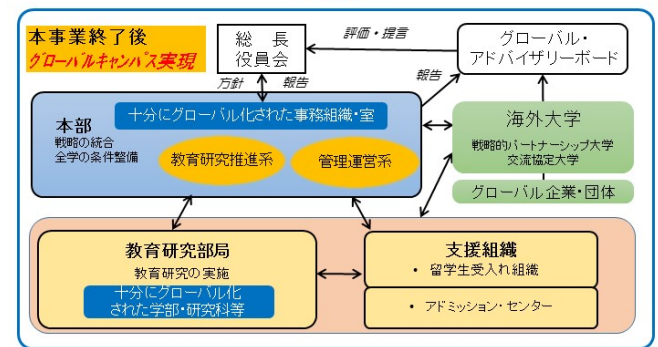 本事業終了後
グローバルキャンパス実現
総　長
役員会
評価・提言
グローバル・
アドバイザリーボード
方針
報告
報告
本部
戦略の統合
全学の条件整備
十分にグローバル化された事務組織・室
教育研究推進系
管理運営系
海外大学
戦略的パートナーシップ大学
交流協定大学
グローバル企業・団体
教育研究部局
教育研究の実施
十分にグローバル化
された学部・研究科等
支援組織
• 留学生受入れ組織
• アドミッション・センター